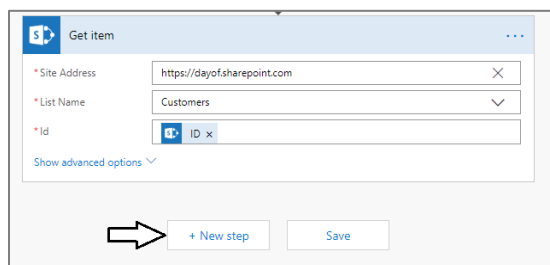 S Get item ...
* Site Address https://dayof.sharepoint.com
* List Name Customers
* Id S ID ×
Show advanced options
+ New step Save